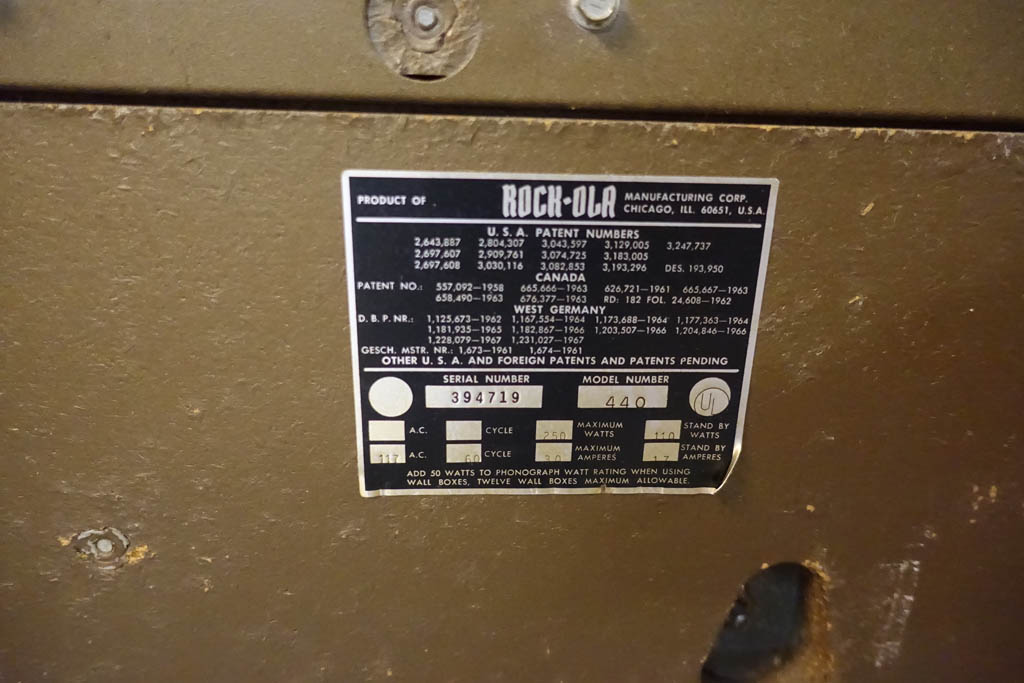 PRODUCT OF ROCK-OLA MANUFACTURING CORP.
CHICAGO, ILL. 60651, U.S.A.
U. S. A. PATENT NUMBERS
2,643,887 2,804,307 3,043,597 3,129,005 3,247,737
2,697,607 2,909,761 3,074,725 3,183,005
2,697,608 3,030,116 3,082,853 3,193,296 DES. 193,950
CANADA
PATENT NO.: 557,092—1958 665,666—1963 626,721—1961 665,667—1963
658,490—1963 676,377—1963 RD: 182 FOL. 24,608—1962
WEST GERMANY
D. B. P. NR.: 1,125,673—1962 1,167,554—1964 1,173,688—1964 1,177,363—1964
1,181,935—1965 1,182,867—1966 1,203,507—1966 1,204,846—1966
1,228,079—1967 1,231,027—1967
GESCH. MSTR. NR.: 1,673—1961 1,674—1961
OTHER U. S. A. AND FOREIGN PATENTS AND PATENTS PENDING
SERIAL NUMBER MODEL NUMBER
394719 440 UL
A.C. CYCLE 250 MAXIMUM WATTS 110 STAND BY WATTS
117 A.C. 60 CYCLE 3.0 MAXIMUM AMPERES 1.7 STAND BY AMPERES
ADD 50 WATTS TO PHONOGRAPH WATT RATING WHEN USING
WALL BOXES, TWELVE WALL BOXES MAXIMUM ALLOWABLE.